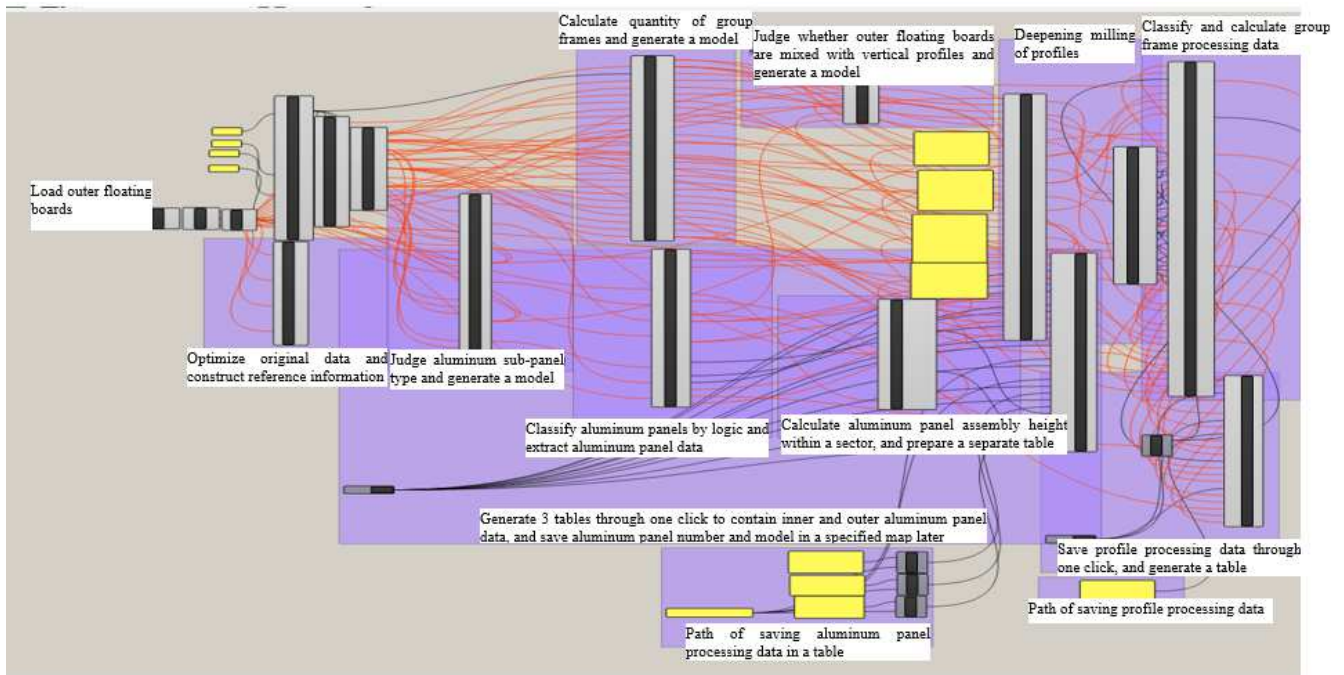 Calculate quantity of group
frames and generate a model
Judge whether outer floating boards
are mixed with vertical profiles and
generate a model
Deepening milling
of profiles
Classify and calculate group
frame processing data
Load outer floating
boards
Optimize original data and
construct reference information
Judge aluminum sub-panel
type and generate a model
Classify aluminum panels by logic and
extract aluminum panel data
Calculate aluminum panel assembly height
within a sector, and prepare a separate table
Generate 3 tables through one click to contain inner and outer aluminum panel
data, and save aluminum panel number and model in a specified map later
Save profile processing data through
one click, and generate a table
Path of saving profile processing data
Path of saving aluminum panel
processing data in a table